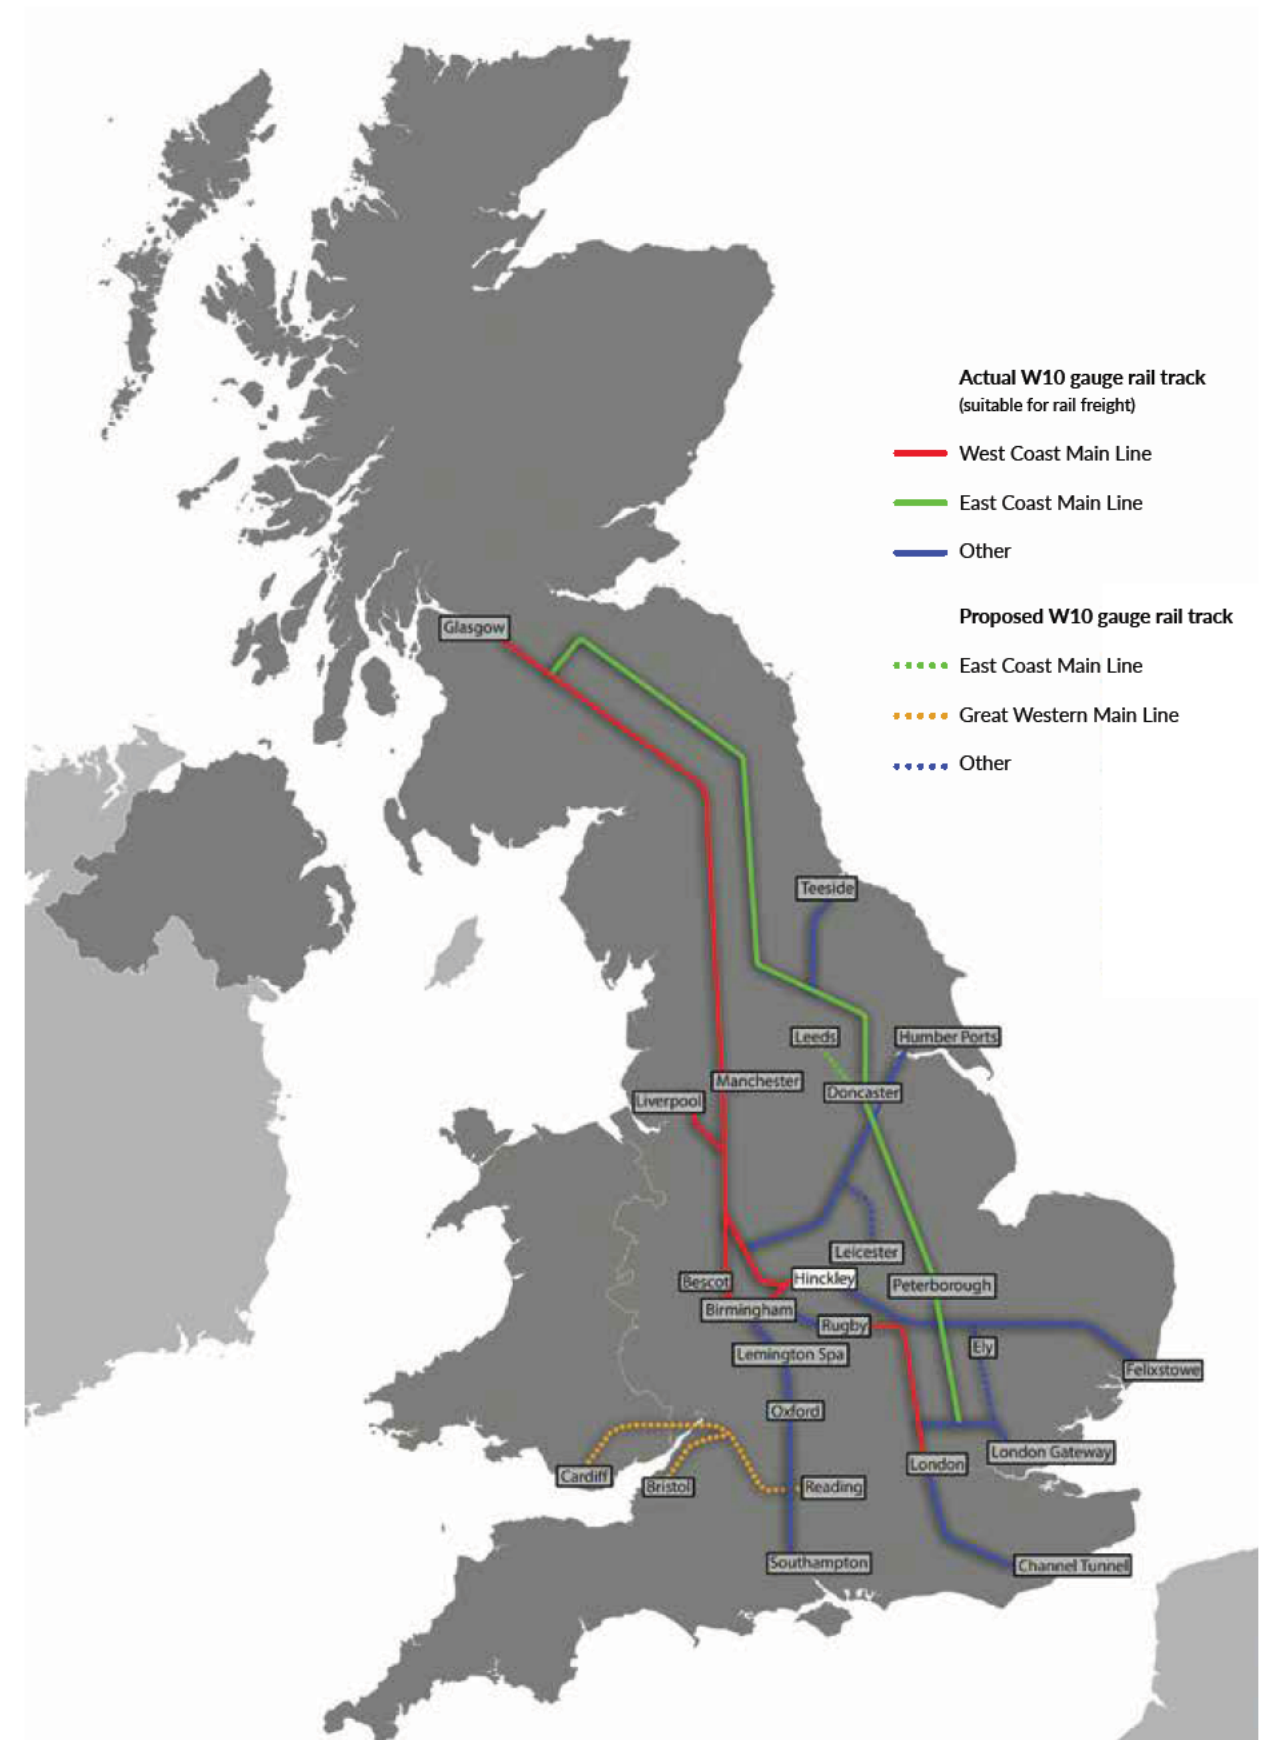 Actual W10 gauge rail track
(suitable for rail freight)
West Coast Main Line
East Coast Main Line
Other
Proposed W10 gauge rail track
East Coast Main Line
Great Western Main Line
Other
Glasgow
Teeside
Leeds
Humber Ports
Manchester
Doncaster
Liverpool
Leicester
Bescot
Hinckley
Peterborough
Birmingham
Rugby
Ely
Lemington Spa
Felixstowe
Oxford
London Gateway
London
Cardiff
Bristol
Reading
Southampton
Channel Tunnel